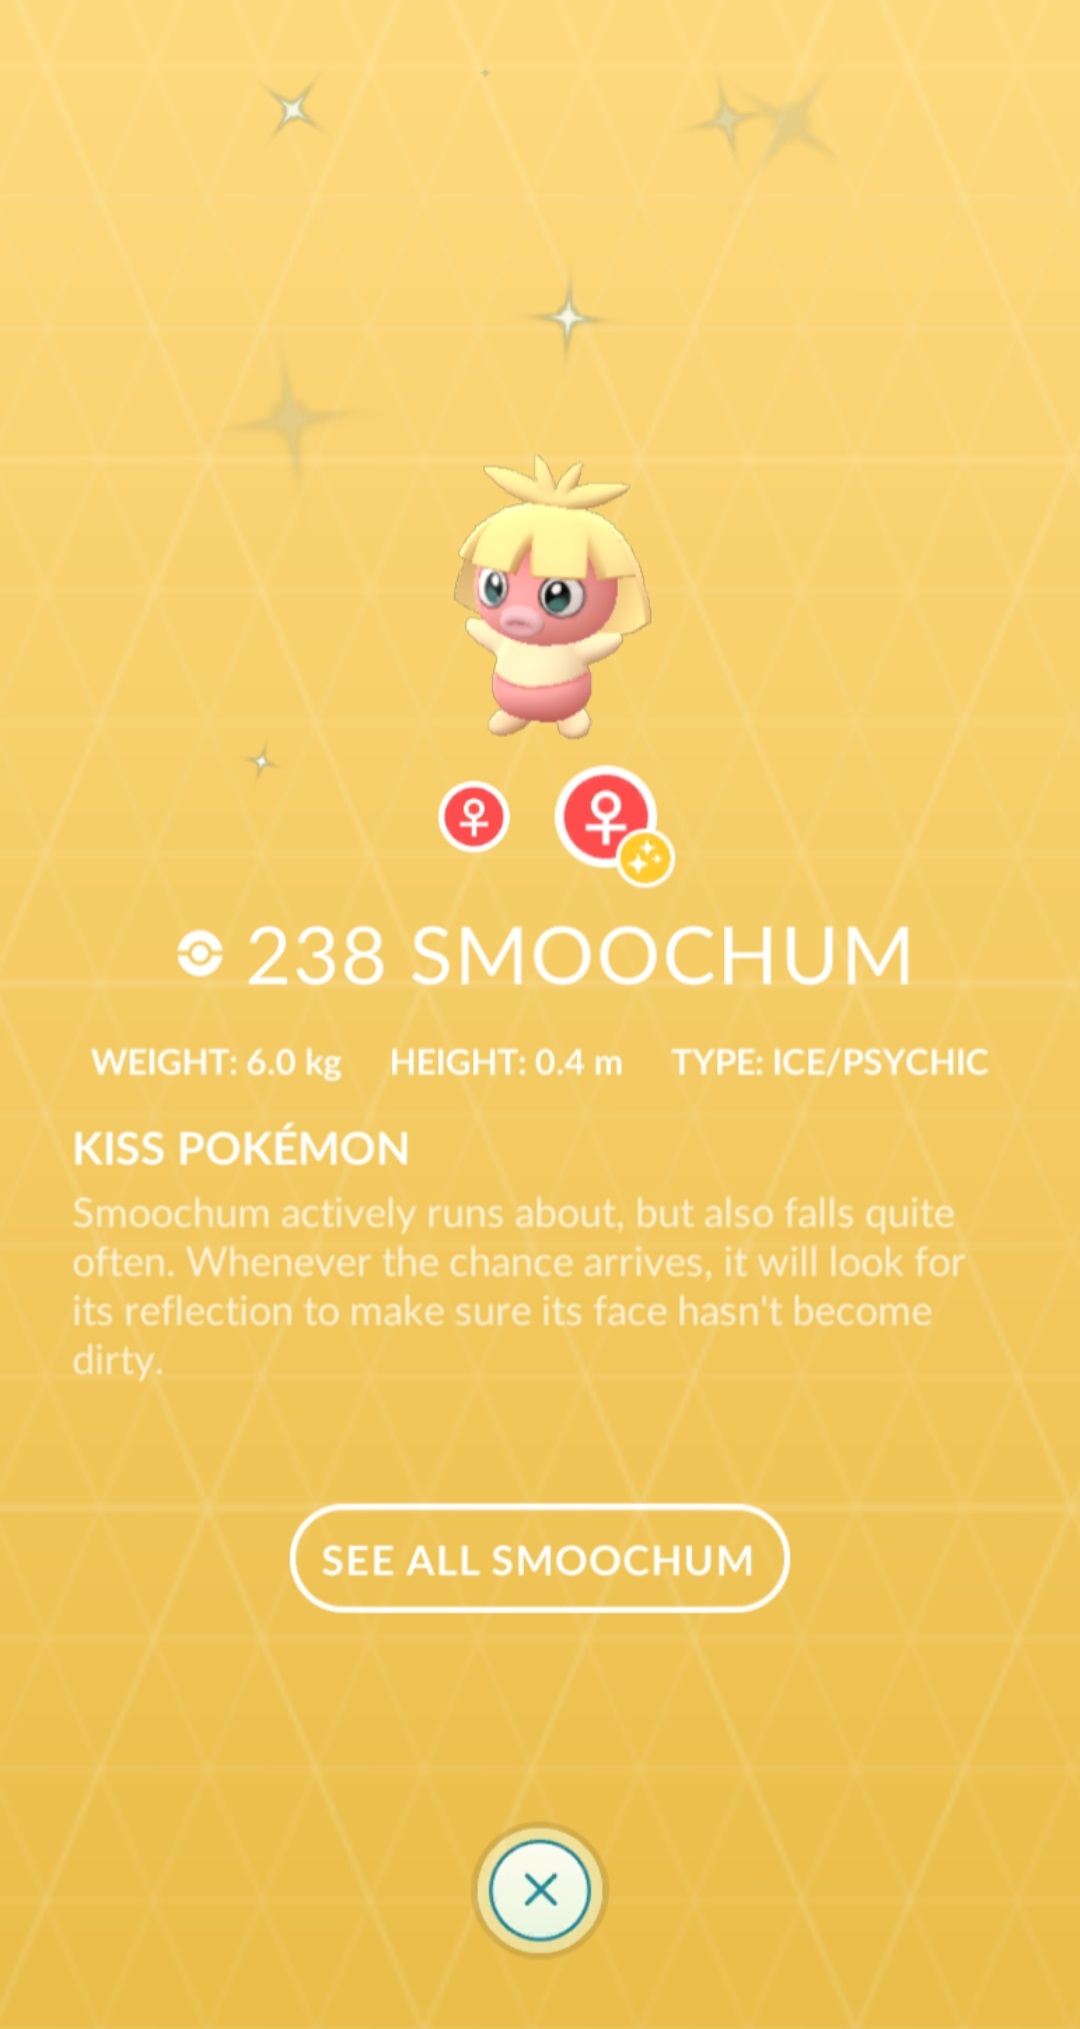 238 SMOOCHUM
WEIGHT: 6.0 kg HEIGHT: 0.4 m TYPE: ICE/PSYCHIC
KISS POKÉMON
Smoochum actively runs about, but also falls quite
often. Whenever the chance arrives, it will look for
its reflection to make sure its face hasn't become
dirty.
SEE ALL SMOOCHUM